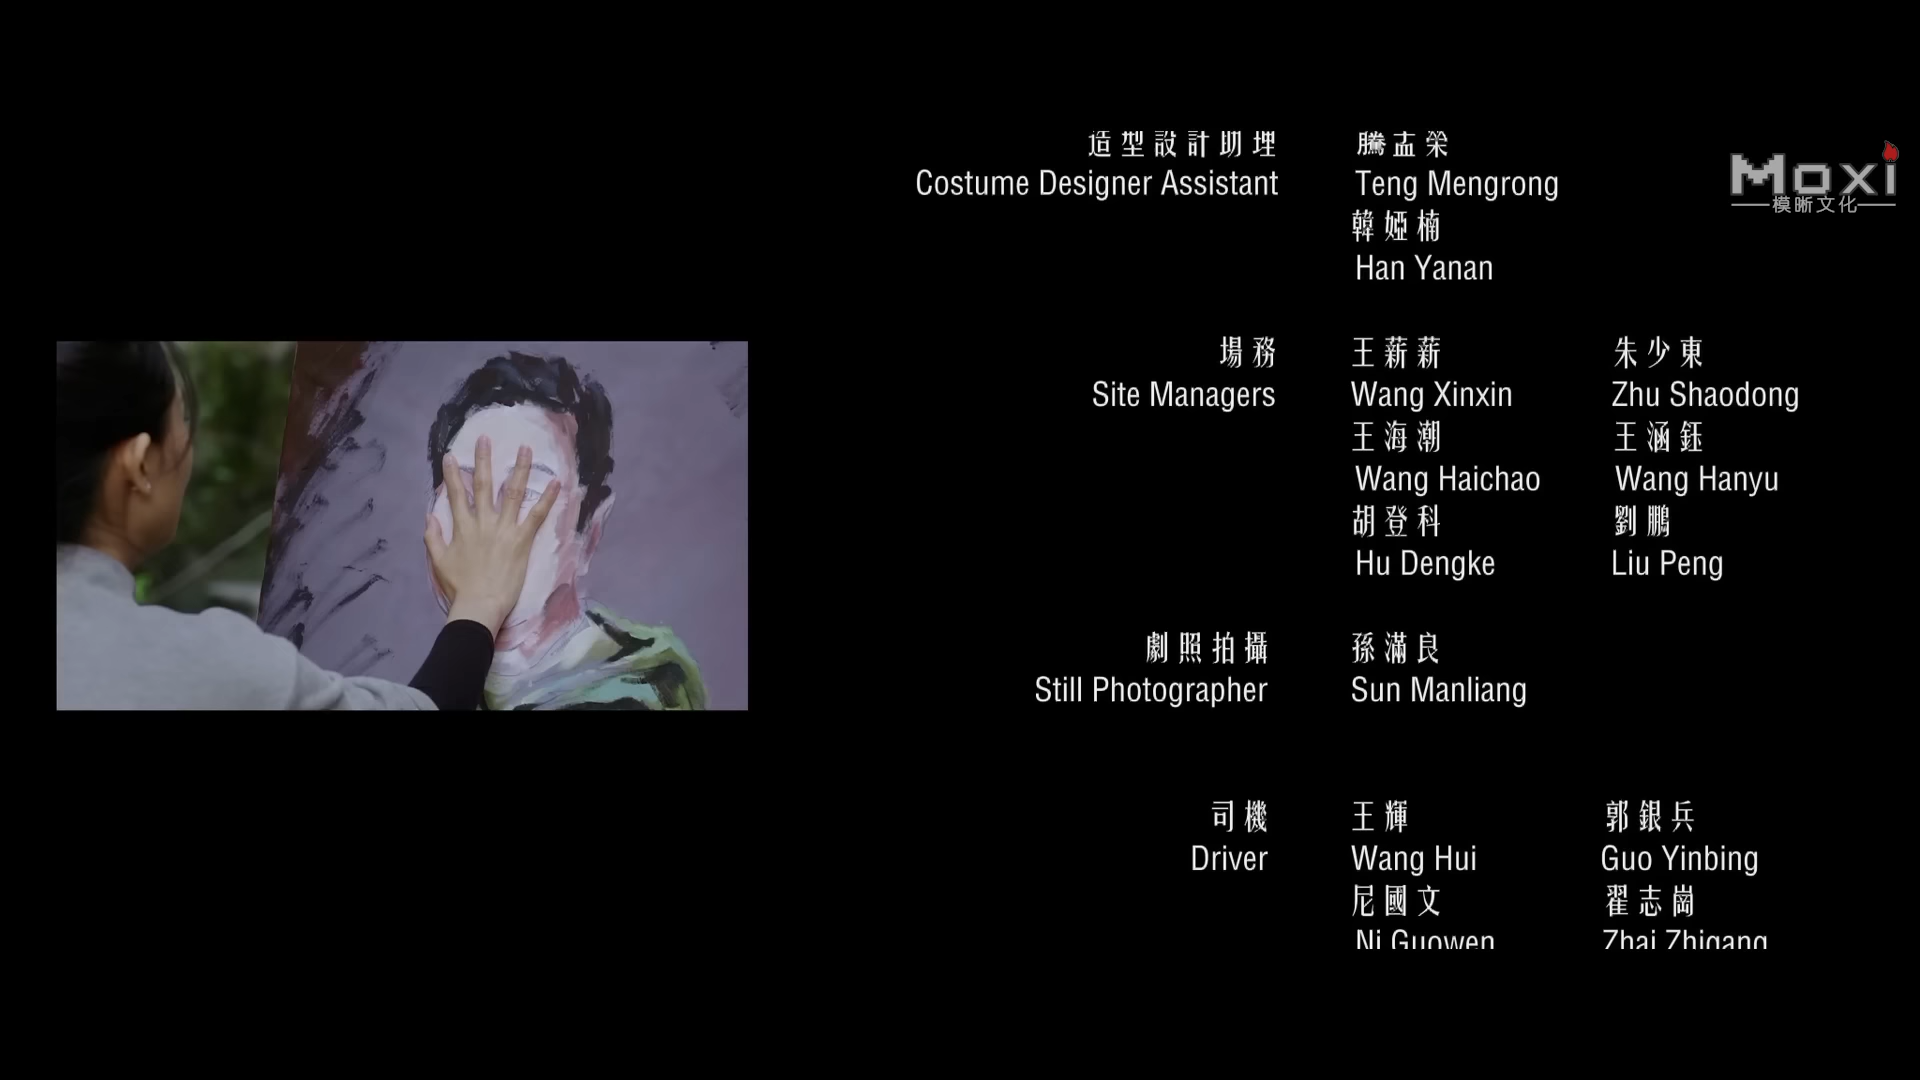 造型設計助理 騰孟榮
Costume Designer Assistant Teng Mengrong
韓婭楠
Han Yanan
場務 王薪薪 朱少東
Site Managers Wang Xinxin Zhu Shaodong
王海潮 王涵鈺
Wang Haichao Wang Hanyu
胡登科 劉鵬
Hu Dengke Liu Peng
劇照拍攝 孫滿良
Still Photographer Sun Manliang
司機 王輝 郭銀兵
Driver Wang Hui Guo Yinbing
尼國文 翟志崗
Ni Guowen Zhai Zhigang
Moxi
模晰文化